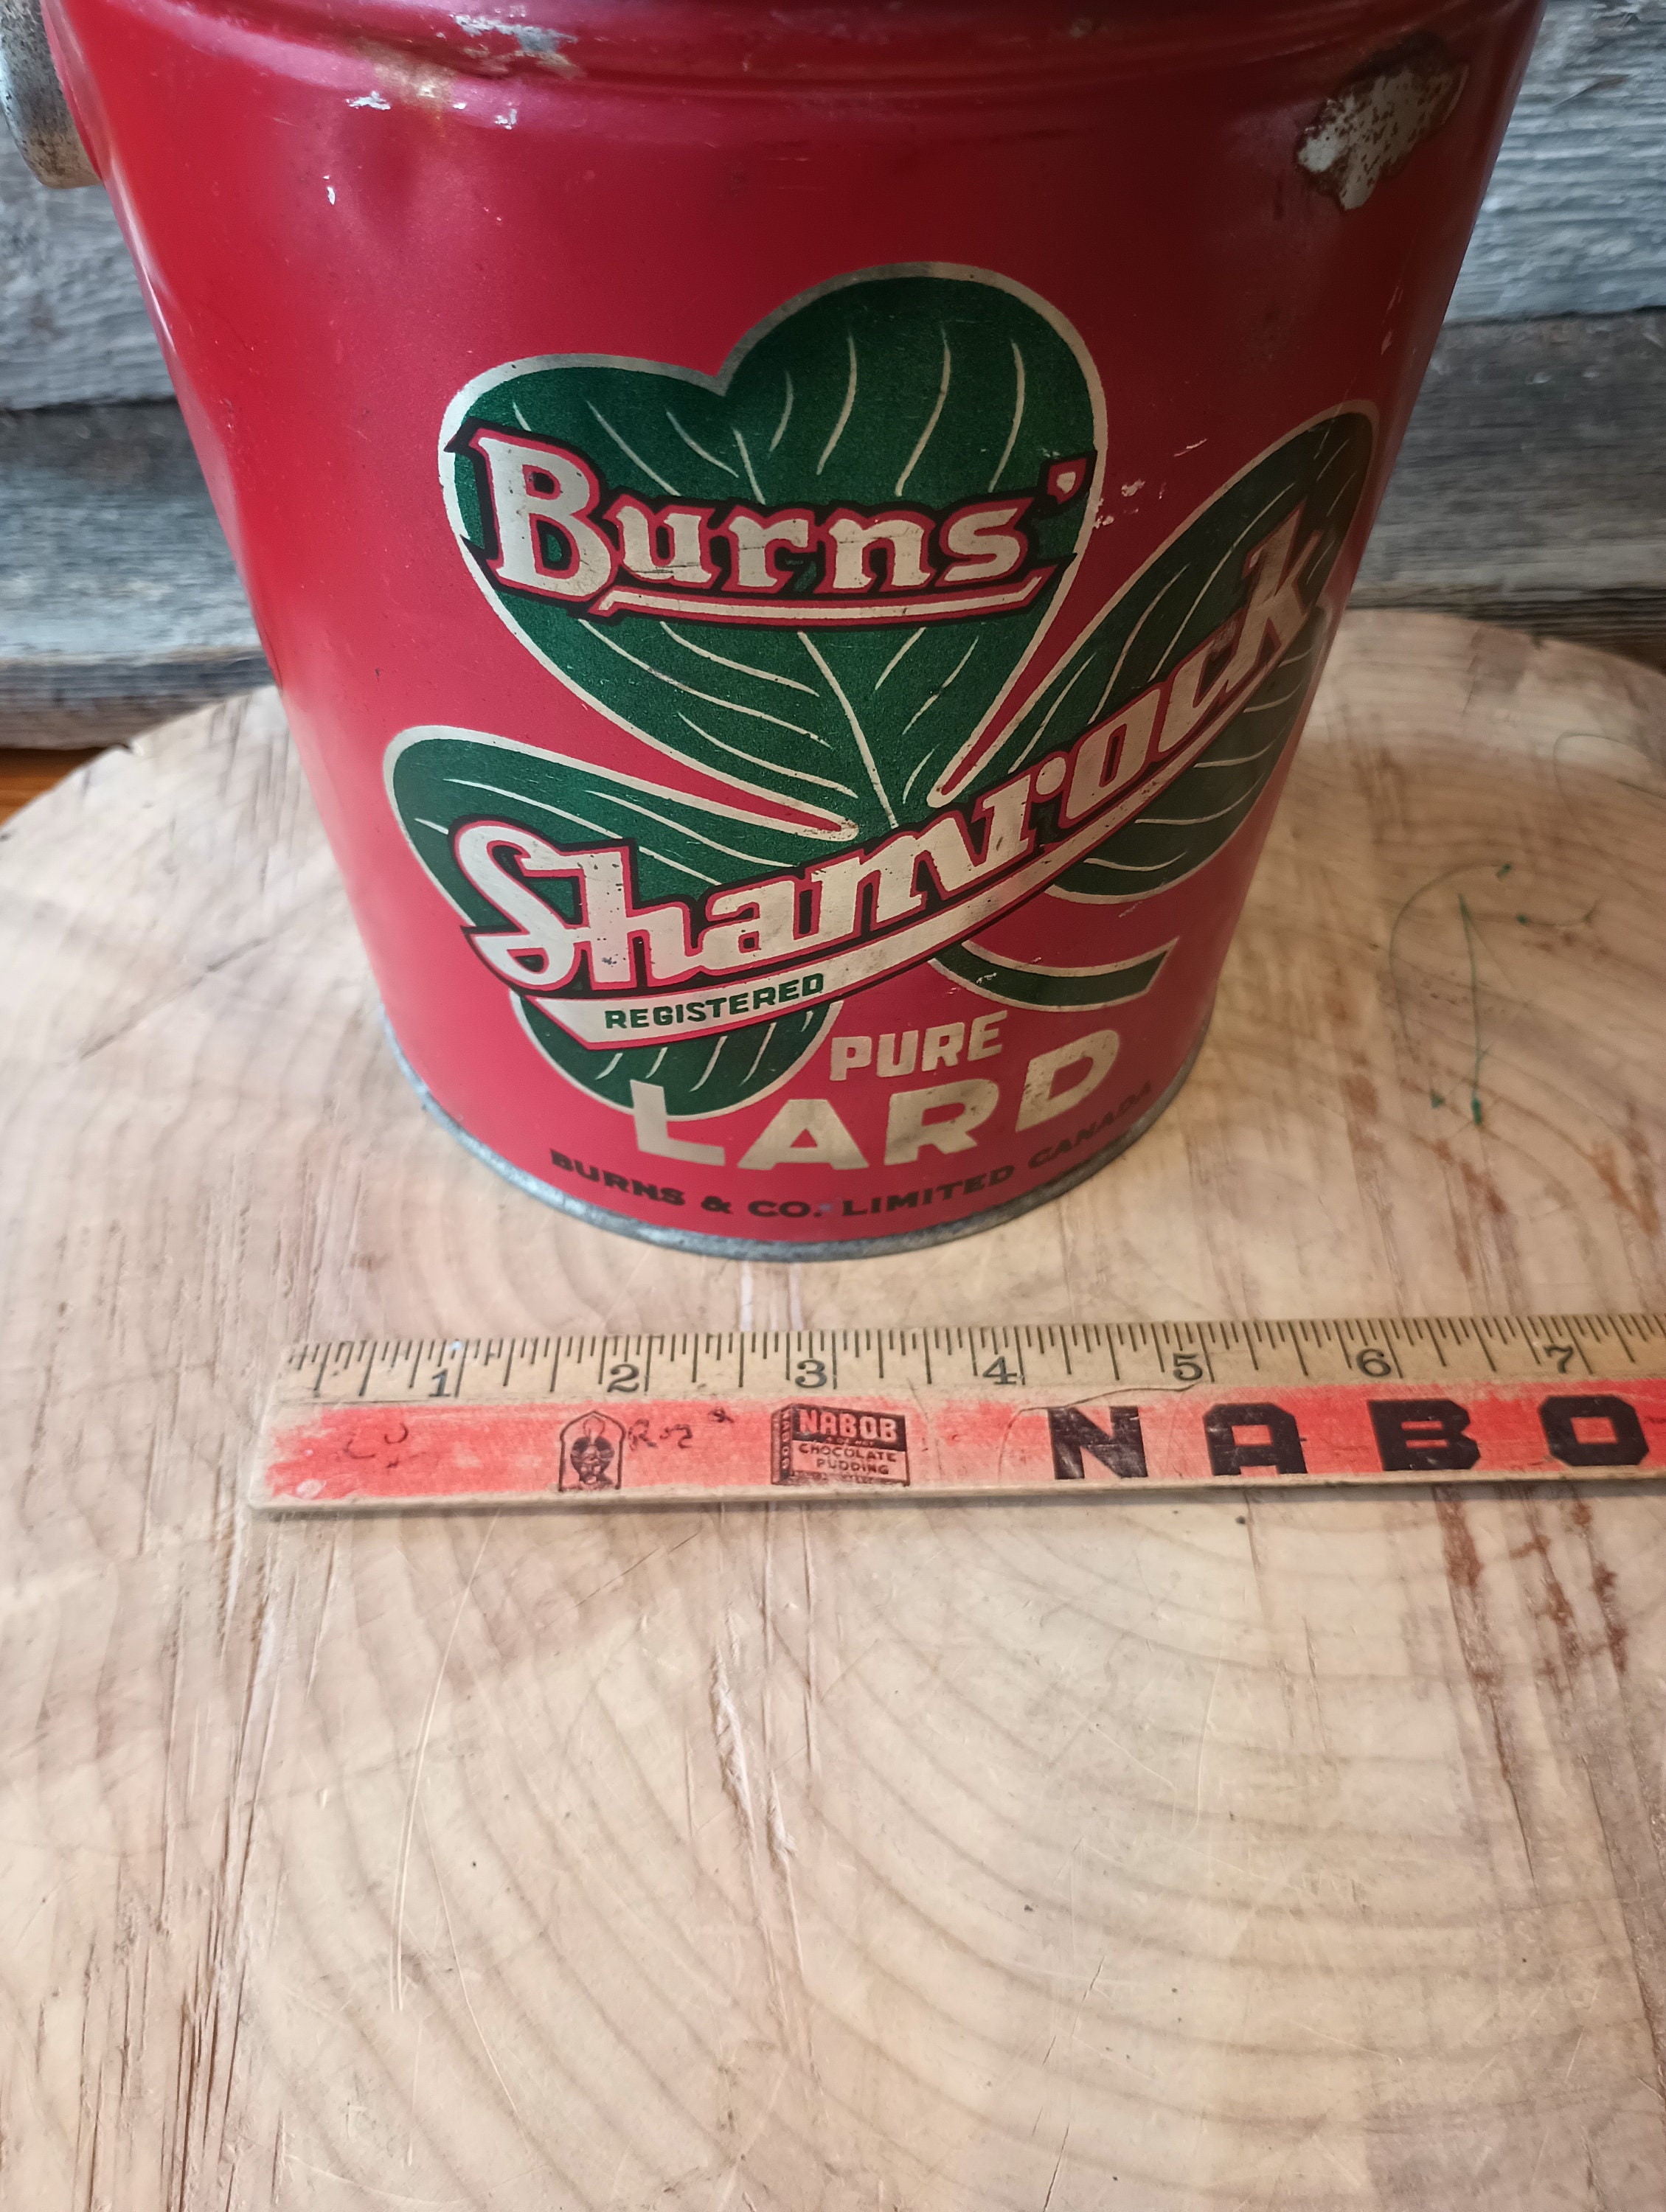 Burns'
Shamrock
REGISTERED
PURE
LARD
BURNS & CO. LIMITED CANADA
1 2 3 4 5 6 7
NABOB
CHOCOLATE
PUDDING
NABO